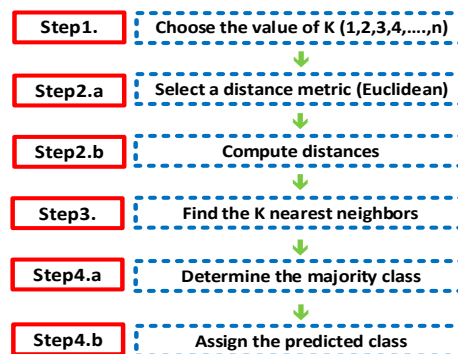 Step1. Choose the value of K (1,2,3,4,....,n)
Step2.a Select a distance metric (Euclidean)
Step2.b Compute distances
Step3. Find the K nearest neighbors
Step4.a Determine the majority class
Step4.b Assign the predicted class